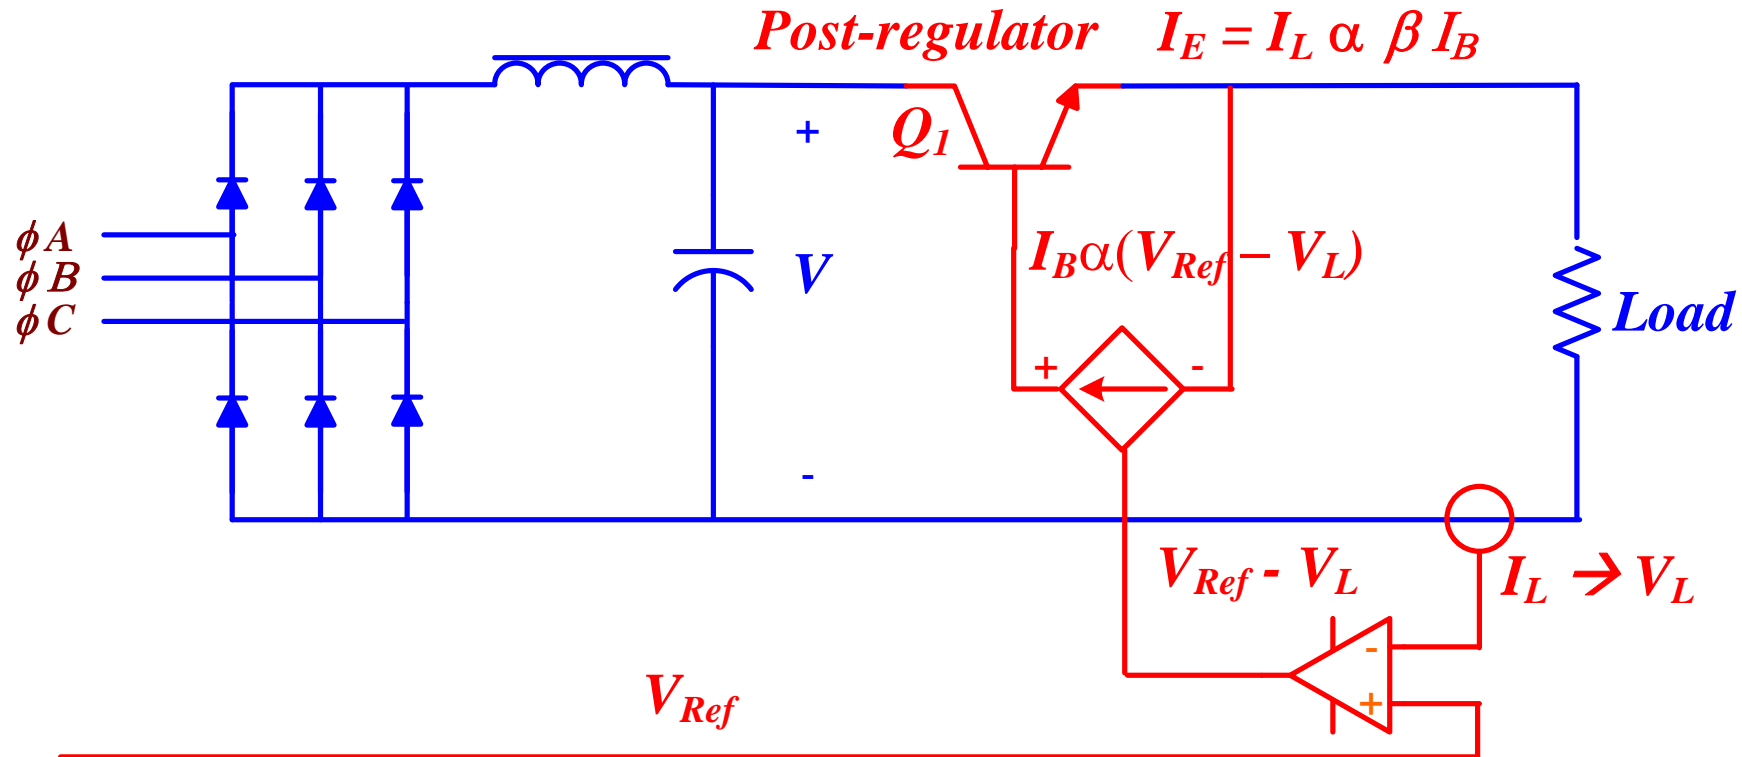 Post-regulator
I_E = I_L α β I_B
Q_1
+
V
-
ϕA
ϕB
ϕC
I_B α(V_Ref – V_L)
+ -
Load
V_Ref - V_L
I_L → V_L
-
+
V_Ref